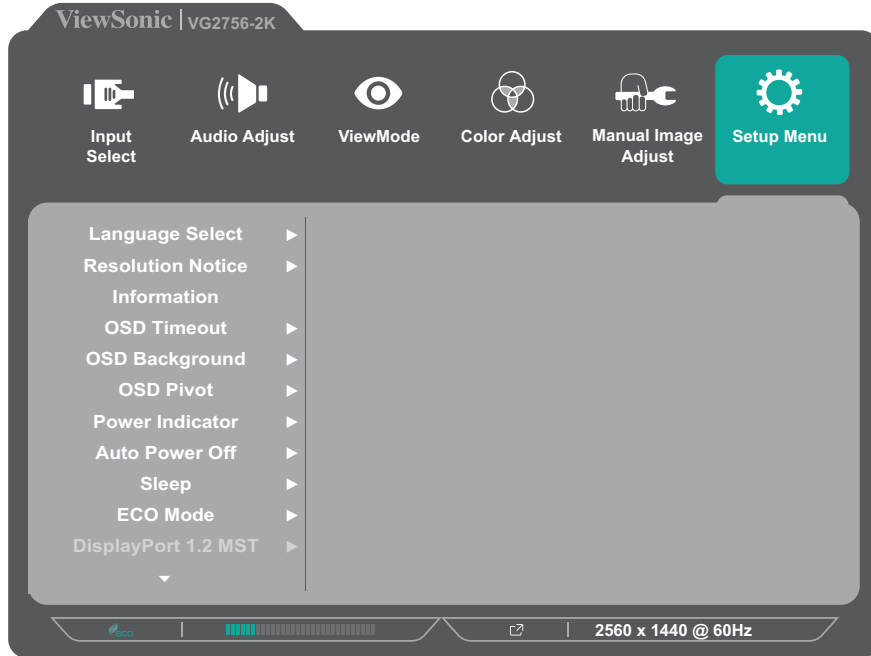 ViewSonic | VG2756-2K
Input Select
Audio Adjust
ViewMode
Color Adjust
Manual Image Adjust
Setup Menu
Language Select
Resolution Notice
Information
OSD Timeout
OSD Background
OSD Pivot
Power Indicator
Auto Power Off
Sleep
ECO Mode
DisplayPort 1.2 MST
eco
2560 x 1440 @ 60Hz